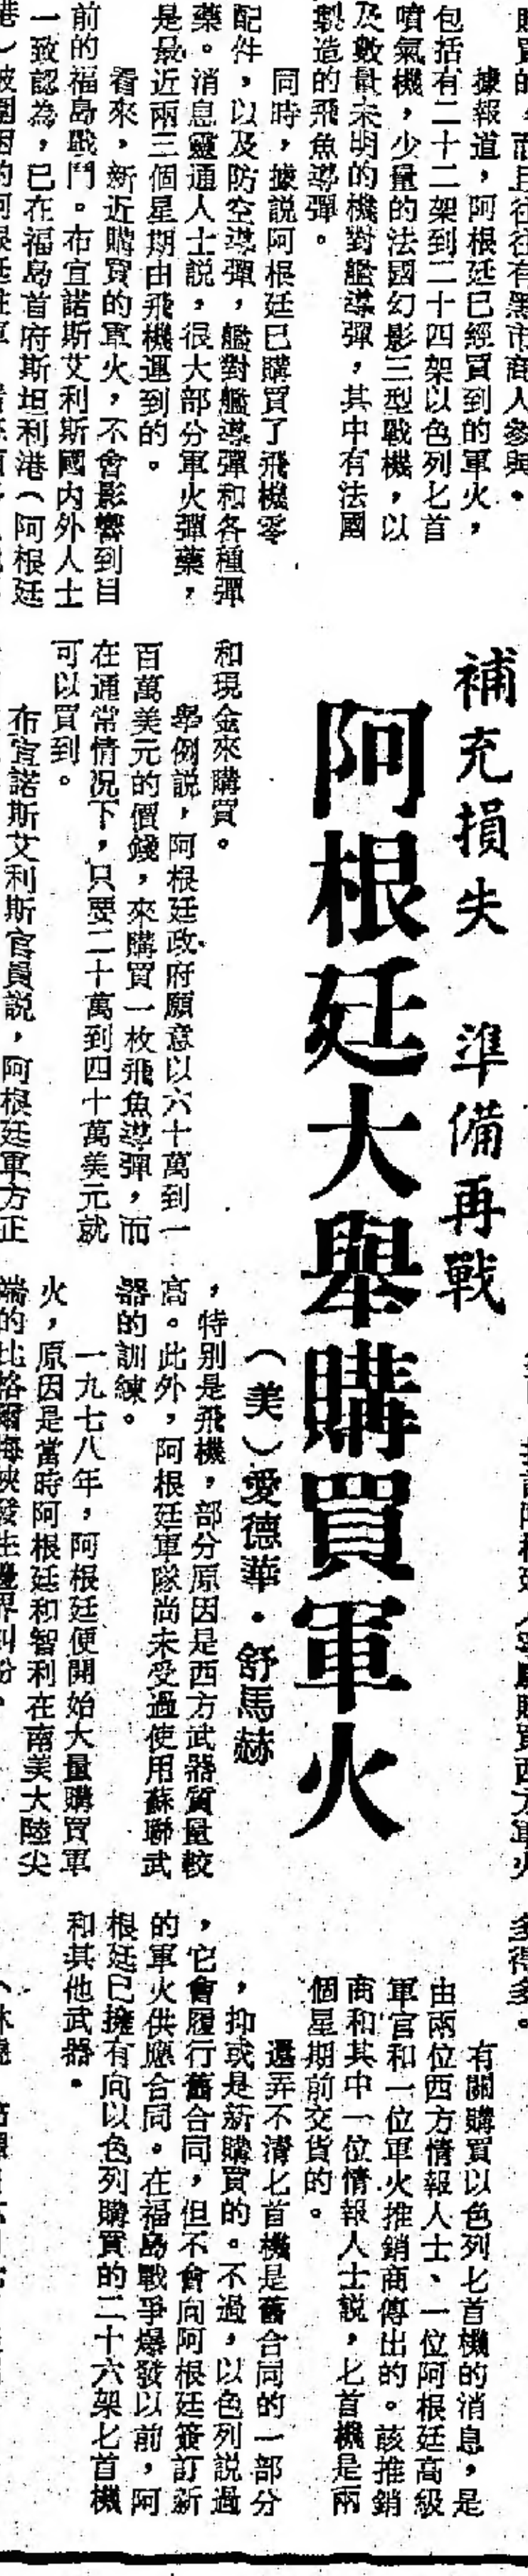 補充損失　準備再戰
阿根廷大舉購買軍火
（美）愛德華·舒馬赫
購買的，而且往往有黑市商人參與。
據報道，阿根廷已經買到的軍火，
包括有二十二架到二十四架以色列匕首
噴氣機，少量的法國幻影三型戰機，以
及數量未明的機對艦導彈，其中有法國
製造的飛魚導彈。
同時，據說阿根廷已購買了飛機零
配件，以及防空導彈，艦對艦導彈和各種彈
藥。消息靈通人士說，很大部分軍火彈藥，
是最近兩三個星期由飛機運到的。
看來，新近購買的軍火，不會影響到目
前的福島戰鬥。布宜諾斯艾利斯國內外人士
一致認為，已在福島首府斯坦利港（阿根廷
和現金來購買。
舉例說，阿根廷政府願意以六十萬到一
百萬美元的價錢，來購買一枚飛魚導彈，而
在通常情況下，只要二十萬到四十萬美元就
可以買到。
布宜諾斯艾利斯官員說，阿根廷軍方正
，特別是飛機，部分原因是西方武器質量較
高。此外，阿根廷軍隊尚未受過使用蘇聯武
器的訓練。
一九七八年，阿根廷便開始大量購買軍
火，原因是當時阿根廷和智利在南美大陸尖
端的比格爾海峽發生邊界糾紛，
多得多。
有關購買以色列匕首機的消息，是
由兩位西方情報人士、一位阿根廷高級
軍官和一位軍火推銷商傳出的。該推銷
商和其中一位情報人士說，匕首機是兩
個星期前交貨的。
還弄不清匕首機是舊合同的一部分
，抑或是新購買的。不過，以色列說過
，它會履行舊合同，但不會向阿根廷簽訂新
的軍火供應合同。在福島戰爭爆發以前，阿
根廷已擁有向以色列購買的二十六架匕首機
和其他武器。